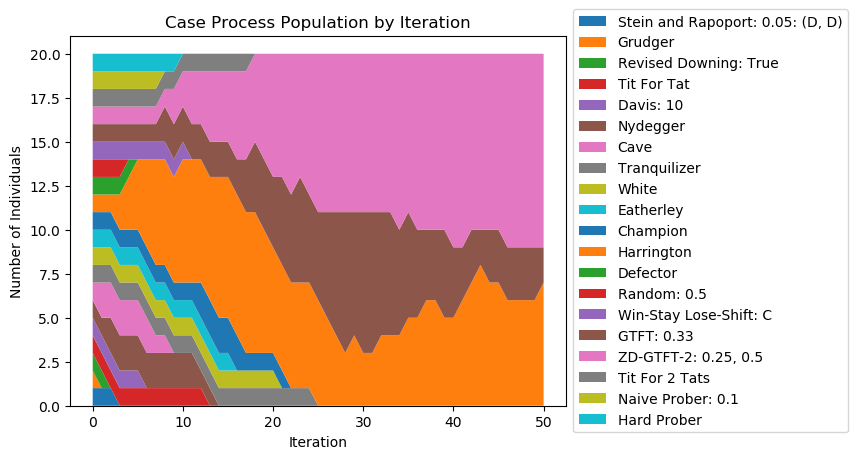 Case Process Population by Iteration
20.0
17.5
15.0
12.5
10.0
7.5
5.0
2.5
0.0
Number of Individuals
0
10
20
30
40
50
Iteration
Stein and Rapoport: 0.05: (D, D)
Grudger
Revised Downing: True
Tit For Tat
Davis: 10
Nydegger
Cave
Tranquilizer
White
Eatherley
Champion
Harrington
Defector
Random: 0.5
Win-Stay Lose-Shift: C
GTFT: 0.33
ZD-GTFT-2: 0.25, 0.5
Tit For 2 Tats
Naive Prober: 0.1
Hard Prober